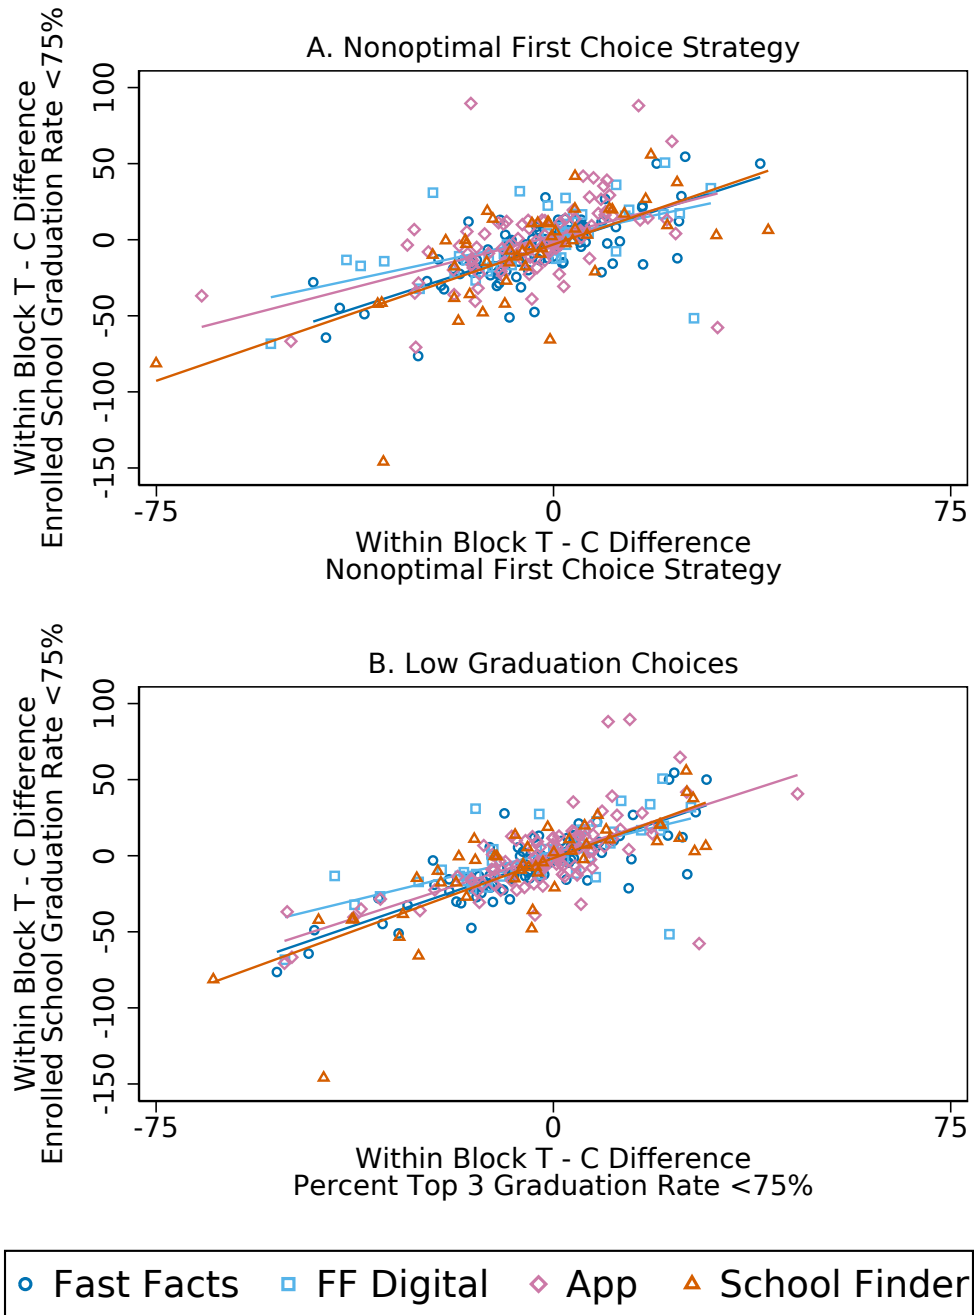 A. Nonoptimal First Choice Strategy
Within Block T - C Difference
Enrolled School Graduation Rate <75%
100
50
0
-50
-100
-150
-75
0
75
Within Block T - C Difference
Nonoptimal First Choice Strategy
B. Low Graduation Choices
Within Block T - C Difference
Enrolled School Graduation Rate <75%
100
50
0
-50
-100
-150
-75
0
75
Within Block T - C Difference
Percent Top 3 Graduation Rate <75%
Fast Facts FF Digital App School Finder